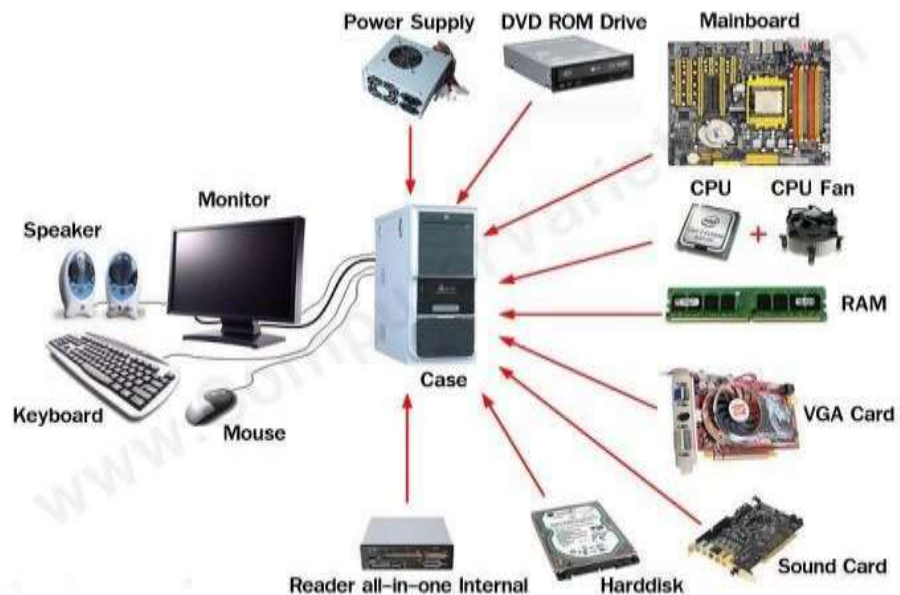 Power Supply
DVD ROM Drive
Mainboard
CPU
CPU Fan
Monitor
Speaker
+
RAM
Case
Keyboard
Mouse
VGA Card
Reader all-in-one Internal
Harddisk
Sound Card